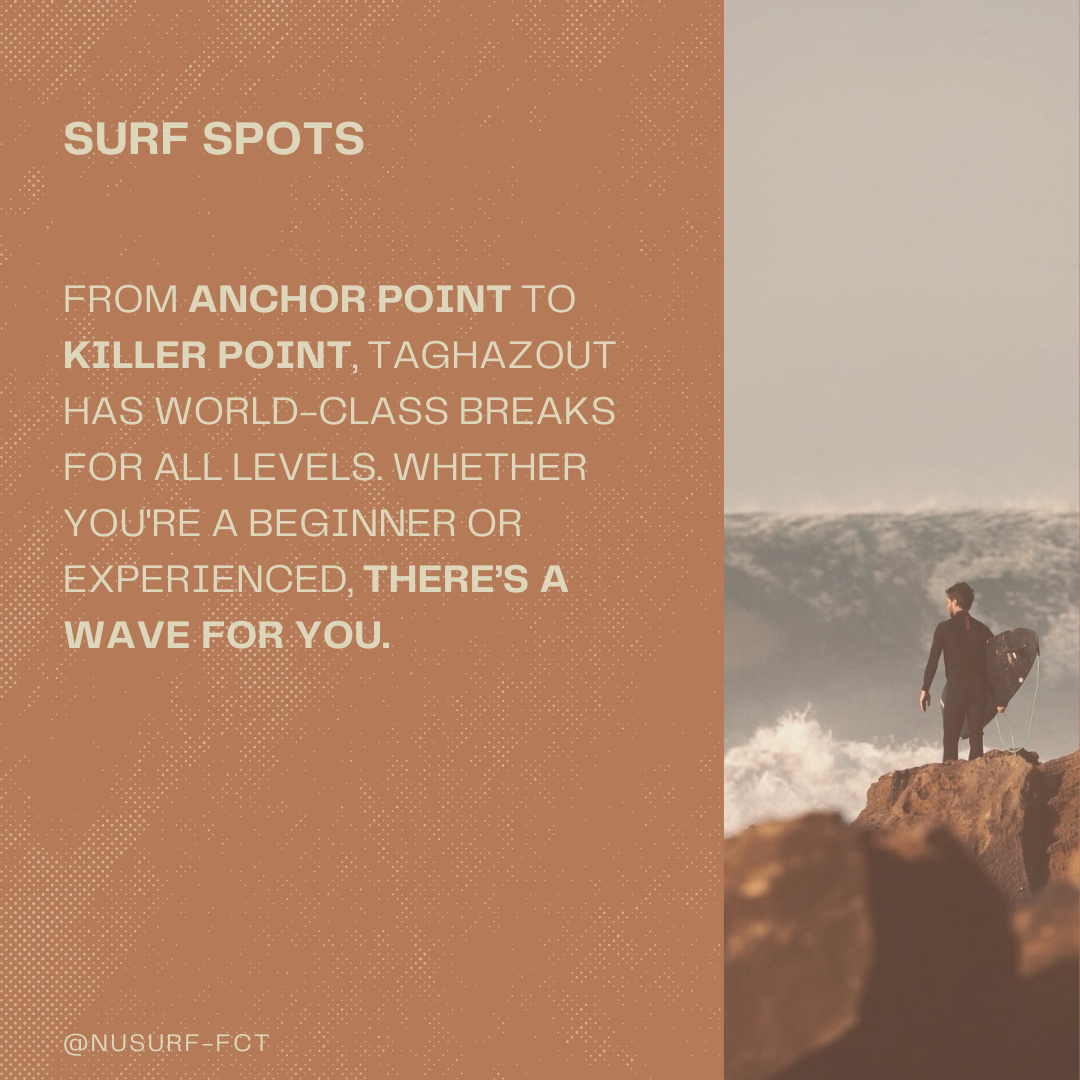 SURF SPOTS
FROM ANCHOR POINT TO
KILLER POINT, TAGHAZOUT
HAS WORLD-CLASS BREAKS
FOR ALL LEVELS. WHETHER
YOU'RE A BEGINNER OR
EXPERIENCED, THERE’S A
WAVE FOR YOU.
@NUSURF-FCT